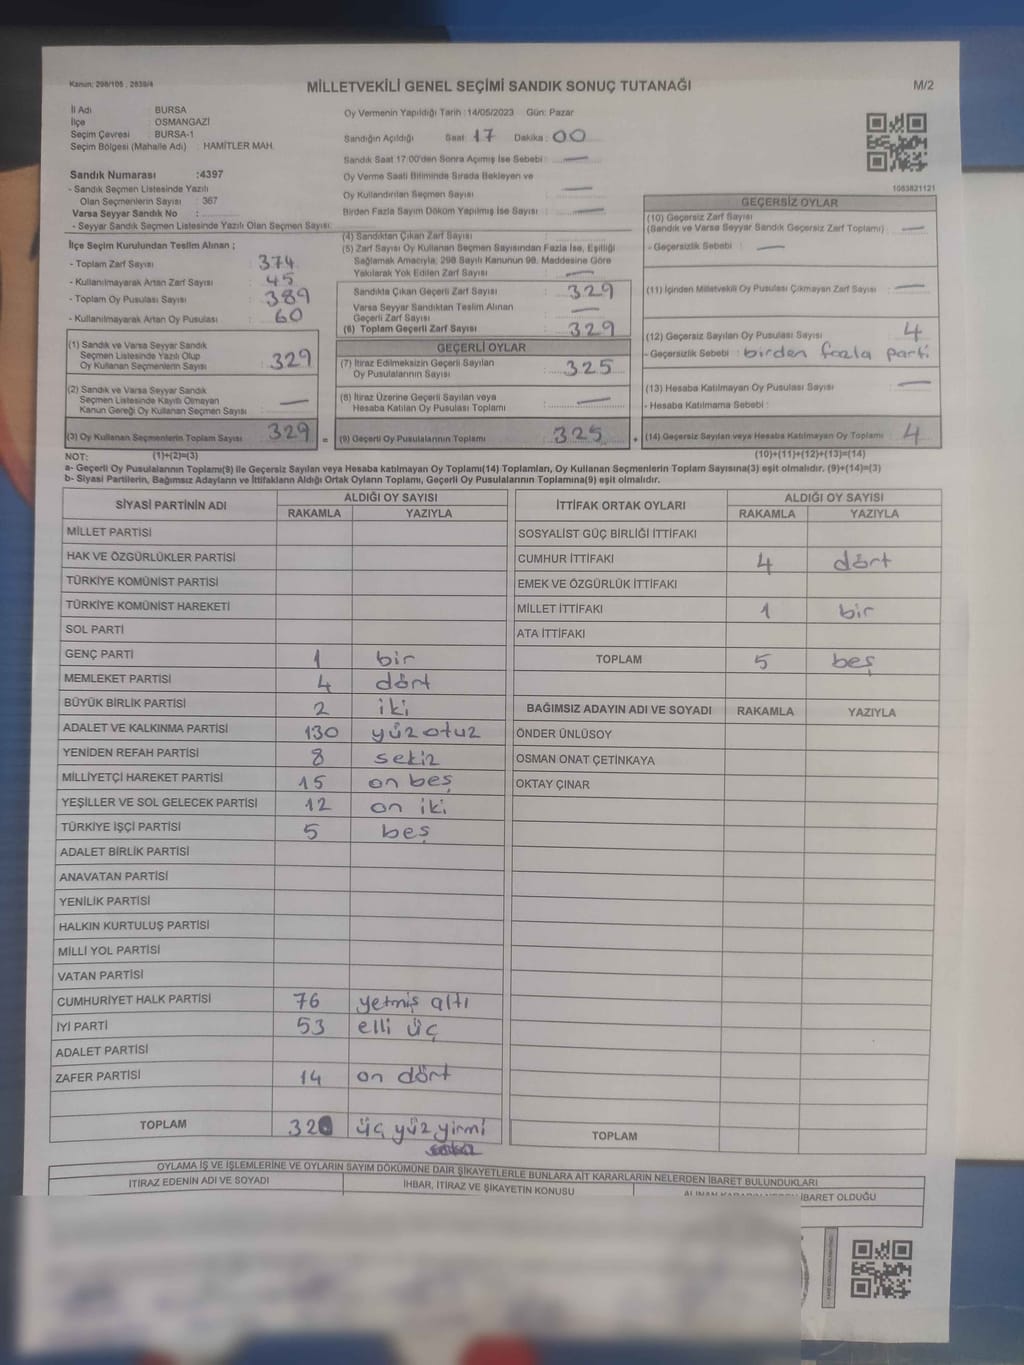 Kanun: 298/105 , 2839/4
MİLLETVEKİLİ GENEL SEÇİMİ SANDIK SONUÇ TUTANAĞI
M/2
İl Adı : BURSA
İlçe : OSMANGAZİ
Seçim Çevresi : BURSA-1
Seçim Bölgesi (Mahalle Adı) : HAMİTLER MAH.
Oy Vermenin Yapıldığı Tarih : 14/05/2023 Gün: Pazar
Sandığın Açıldığı Saat: 17 Dakika : 00
Sandık Saat 17:00'den Sonra Açılmış İse Sebebi : —
Oy Verme Saati Bitiminde Sırada Bekleyen ve
Oy Kullandırılan Seçmen Sayısı : —
Birden Fazla Sayım Döküm Yapılmış İse Sayısı : —
1083821121
Sandık Numarası :4397
- Sandık Seçmen Listesinde Yazılı
Olan Seçmenlerin Sayısı : 367
Varsa Seyyar Sandık No :
- Seyyar Sandık Seçmen Listesinde Yazılı Olan Seçmen Sayısı:
İlçe Seçim Kurulundan Teslim Alınan ;
- Toplam Zarf Sayısı : 374
- Kullanılmayarak Artan Zarf Sayısı : 45
- Toplam Oy Pusulası Sayısı : 389
- Kullanılmayarak Artan Oy Pusulası : 60
(1) Sandık ve Varsa Seyyar Sandık
Seçmen Listesinde Yazılı Olup
Oy Kullanan Seçmenlerin Sayısı : 329
(2) Sandık ve Varsa Seyyar Sandık
Seçmen Listesinde Kayıtlı Olmayan
Kanun Gereği Oy Kullanan Seçmen Sayısı : —
(3) Oy Kullanan Seçmenlerin Toplam Sayısı : 329 =
(4) Sandıktan Çıkan Zarf Sayısı
(5) Zarf Sayısı Oy Kullanan Seçmen Sayısından Fazla İse, Eşitliği
Sağlamak Amacıyla, 298 Sayılı Kanunun 98. Maddesine Göre
Yakılarak Yok Edilen Zarf Sayısı : —
Sandıkta Çıkan Geçerli Zarf Sayısı : 329
Varsa Seyyar Sandıktan Teslim Alınan
Geçerli Zarf Sayısı : —
(6) Toplam Geçerli Zarf Sayısı : 329
GEÇERLİ OYLAR
(7) İtiraz Edilmeksizin Geçerli Sayılan
Oy Pusulalarının Sayısı : 325
(8) İtiraz Üzerine Geçerli Sayılan veya
Hesaba Katılan Oy Pusulası Toplamı : —
(9) Geçerli Oy Pusulalarının Toplamı : 325 +
GEÇERSİZ OYLAR
(10) Geçersiz Zarf Sayısı
(Sandık ve Varsa Seyyar Sandık Geçersiz Zarf Toplamı) : —
- Geçersizlik Sebebi : —
(11) İçinden Milletvekili Oy Pusulası Çıkmayan Zarf Sayısı : —
(12) Geçersiz Sayılan Oy Pusulası Sayısı : 4
- Geçersizlik Sebebi : birden fazla parti
(13) Hesaba Katılmayan Oy Pusulası Sayısı : —
- Hesaba Katılmama Sebebi :
(14) Geçersiz Sayılan veya Hesaba Katılmayan Oy Toplamı : 4
NOT: (1)+(2)=(3)
(10)+(11)+(12)+(13)=(14)
a- Geçerli Oy Pusulalarının Toplamı(9) ile Geçersiz Sayılan veya Hesaba katılmayan Oy Toplamı(14) Toplamları, Oy Kullanan Seçmenlerin Toplam Sayısına(3) eşit olmalıdır. (9)+(14)=(3)
b- Siyasi Partilerin, Bağımsız Adayların ve İttifakların Aldığı Oyların Toplamı, Geçerli Oy Pusulalarının Toplamına(9) eşit olmalıdır.
SİYASİ PARTİNİN ADI ALDIĞI OY SAYISI
RAKAMLA YAZIYLA
MİLLET PARTİSİ
HAK VE ÖZGÜRLÜKLER PARTİSİ
TÜRKİYE KOMÜNİST PARTİSİ
TÜRKİYE KOMÜNİST HAREKETİ
SOL PARTİ
GENÇ PARTİ 1 bir
MEMLEKET PARTİSİ 4 dört
BÜYÜK BİRLİK PARTİSİ 2 iki
ADALET VE KALKINMA PARTİSİ 130 yüz otuz
YENİDEN REFAH PARTİSİ 8 sekiz
MİLLİYETÇİ HAREKET PARTİSİ 15 on beş
YEŞİLLER VE SOL GELECEK PARTİSİ 12 on iki
TÜRKİYE İŞÇİ PARTİSİ 5 beş
ADALET BİRLİK PARTİSİ
ANAVATAN PARTİSİ
YENİLİK PARTİSİ
HALKIN KURTULUŞ PARTİSİ
MİLLİ YOL PARTİSİ
VATAN PARTİSİ
CUMHURİYET HALK PARTİSİ 76 yetmiş altı
İYİ PARTİ 53 elli üç
ADALET PARTİSİ
ZAFER PARTİSİ 14 on dört
TOPLAM 320 üç yüz yirmi
İTTİFAK ORTAK OYLARI ALDIĞI OY SAYISI
RAKAMLA YAZIYLA
SOSYALİST GÜÇ BİRLİĞİ İTTİFAKI
CUMHUR İTTİFAKI 4 dört
EMEK VE ÖZGÜRLÜK İTTİFAKI
MİLLET İTTİFAKI 1 bir
ATA İTTİFAKI
TOPLAM 5 beş
BAĞIMSIZ ADAYIN ADI VE SOYADI RAKAMLA YAZIYLA
ÖNDER ÜNLÜSOY
OSMAN ONAT ÇETİNKAYA
OKTAY ÇINAR
TOPLAM
OYLAMA İŞ VE İŞLEMLERİNE VE OYLARIN SAYIM DÖKÜMÜNE DAİR ŞİKAYETLERLE BUNLARA AİT KARARLARIN NELERDEN İBARET BULUNDUKLARI
İTİRAZ EDENİN ADI VE SOYADI İHBAR, İTİRAZ VE ŞİKAYETİN KONUSU İBARET OLDUĞU